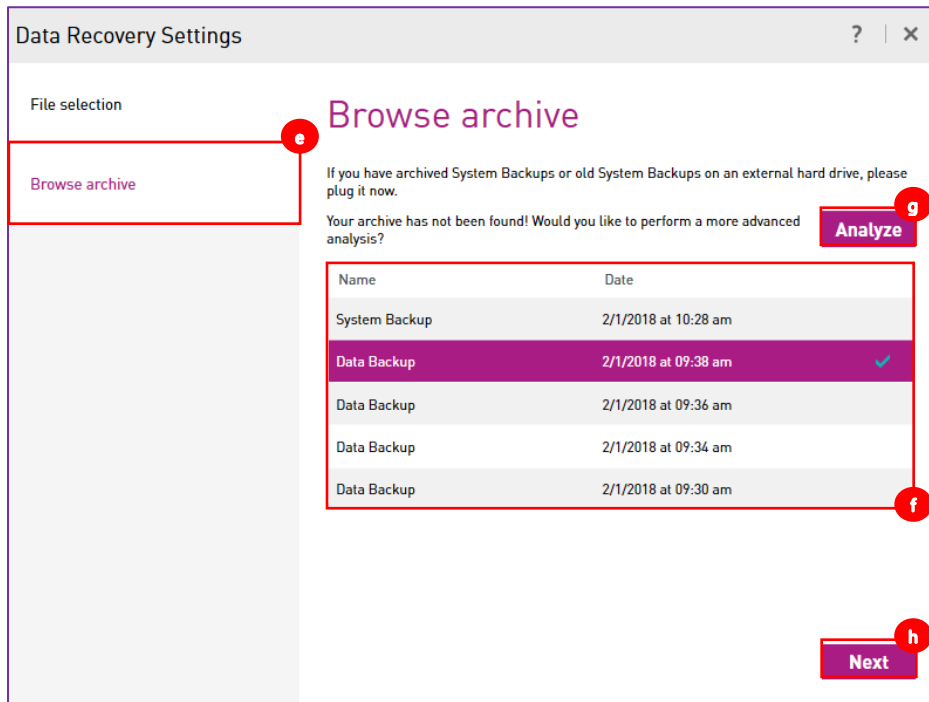 Data Recovery Settings
? | ×
File selection
Browse archive
e
Browse archive
If you have archived System Backups or old System Backups on an external hard drive, please
plug it now.
g
Your archive has not been found! Would you like to perform a more advanced
analysis?
Analyze
Name Date
System Backup 2/1/2018 at 10:28 am
Data Backup 2/1/2018 at 09:38 am
Data Backup 2/1/2018 at 09:36 am
Data Backup 2/1/2018 at 09:34 am
Data Backup 2/1/2018 at 09:30 am
f
h
Next